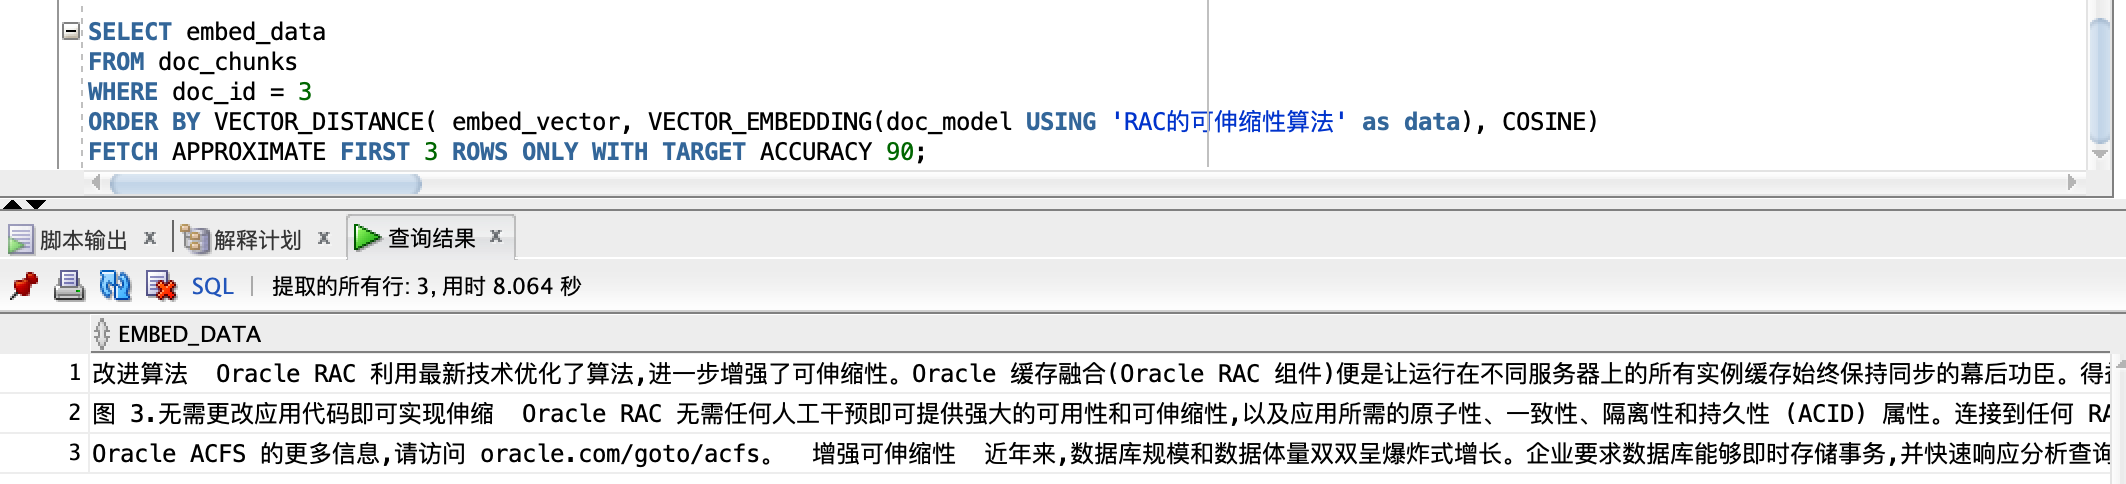 SELECT embed_data
FROM doc_chunks
WHERE doc_id = 3
ORDER BY VECTOR_DISTANCE( embed_vector, VECTOR_EMBEDDING(doc_model USING 'RAC的可伸缩性算法' as data), COSINE)
FETCH APPROXIMATE FIRST 3 ROWS ONLY WITH TARGET ACCURACY 90;
脚本输出 x 解释计划 x 查询结果 x
SQL 提取的所有行: 3, 用时 8.064 秒
EMBED_DATA
1 改进算法 Oracle RAC 利用最新技术优化了算法,进一步增强了可伸缩性。Oracle 缓存融合(Oracle RAC 组件)便是让运行在不同服务器上的所有实例缓存始终保持同步的幕后功臣。得
2 图 3.无需更改应用代码即可实现伸缩 Oracle RAC 无需任何人工干预即可提供强大的可用性和可伸缩性,以及应用所需的原子性、一致性、隔离性和持久性 (ACID) 属性。连接到任何 RA
3 Oracle ACFS 的更多信息,请访问 oracle.com/goto/acfs。 增强可伸缩性 近年来,数据库规模和数据体量双双呈爆炸式增长。企业要求数据库能够即时存储事务,并快速响应分析查询